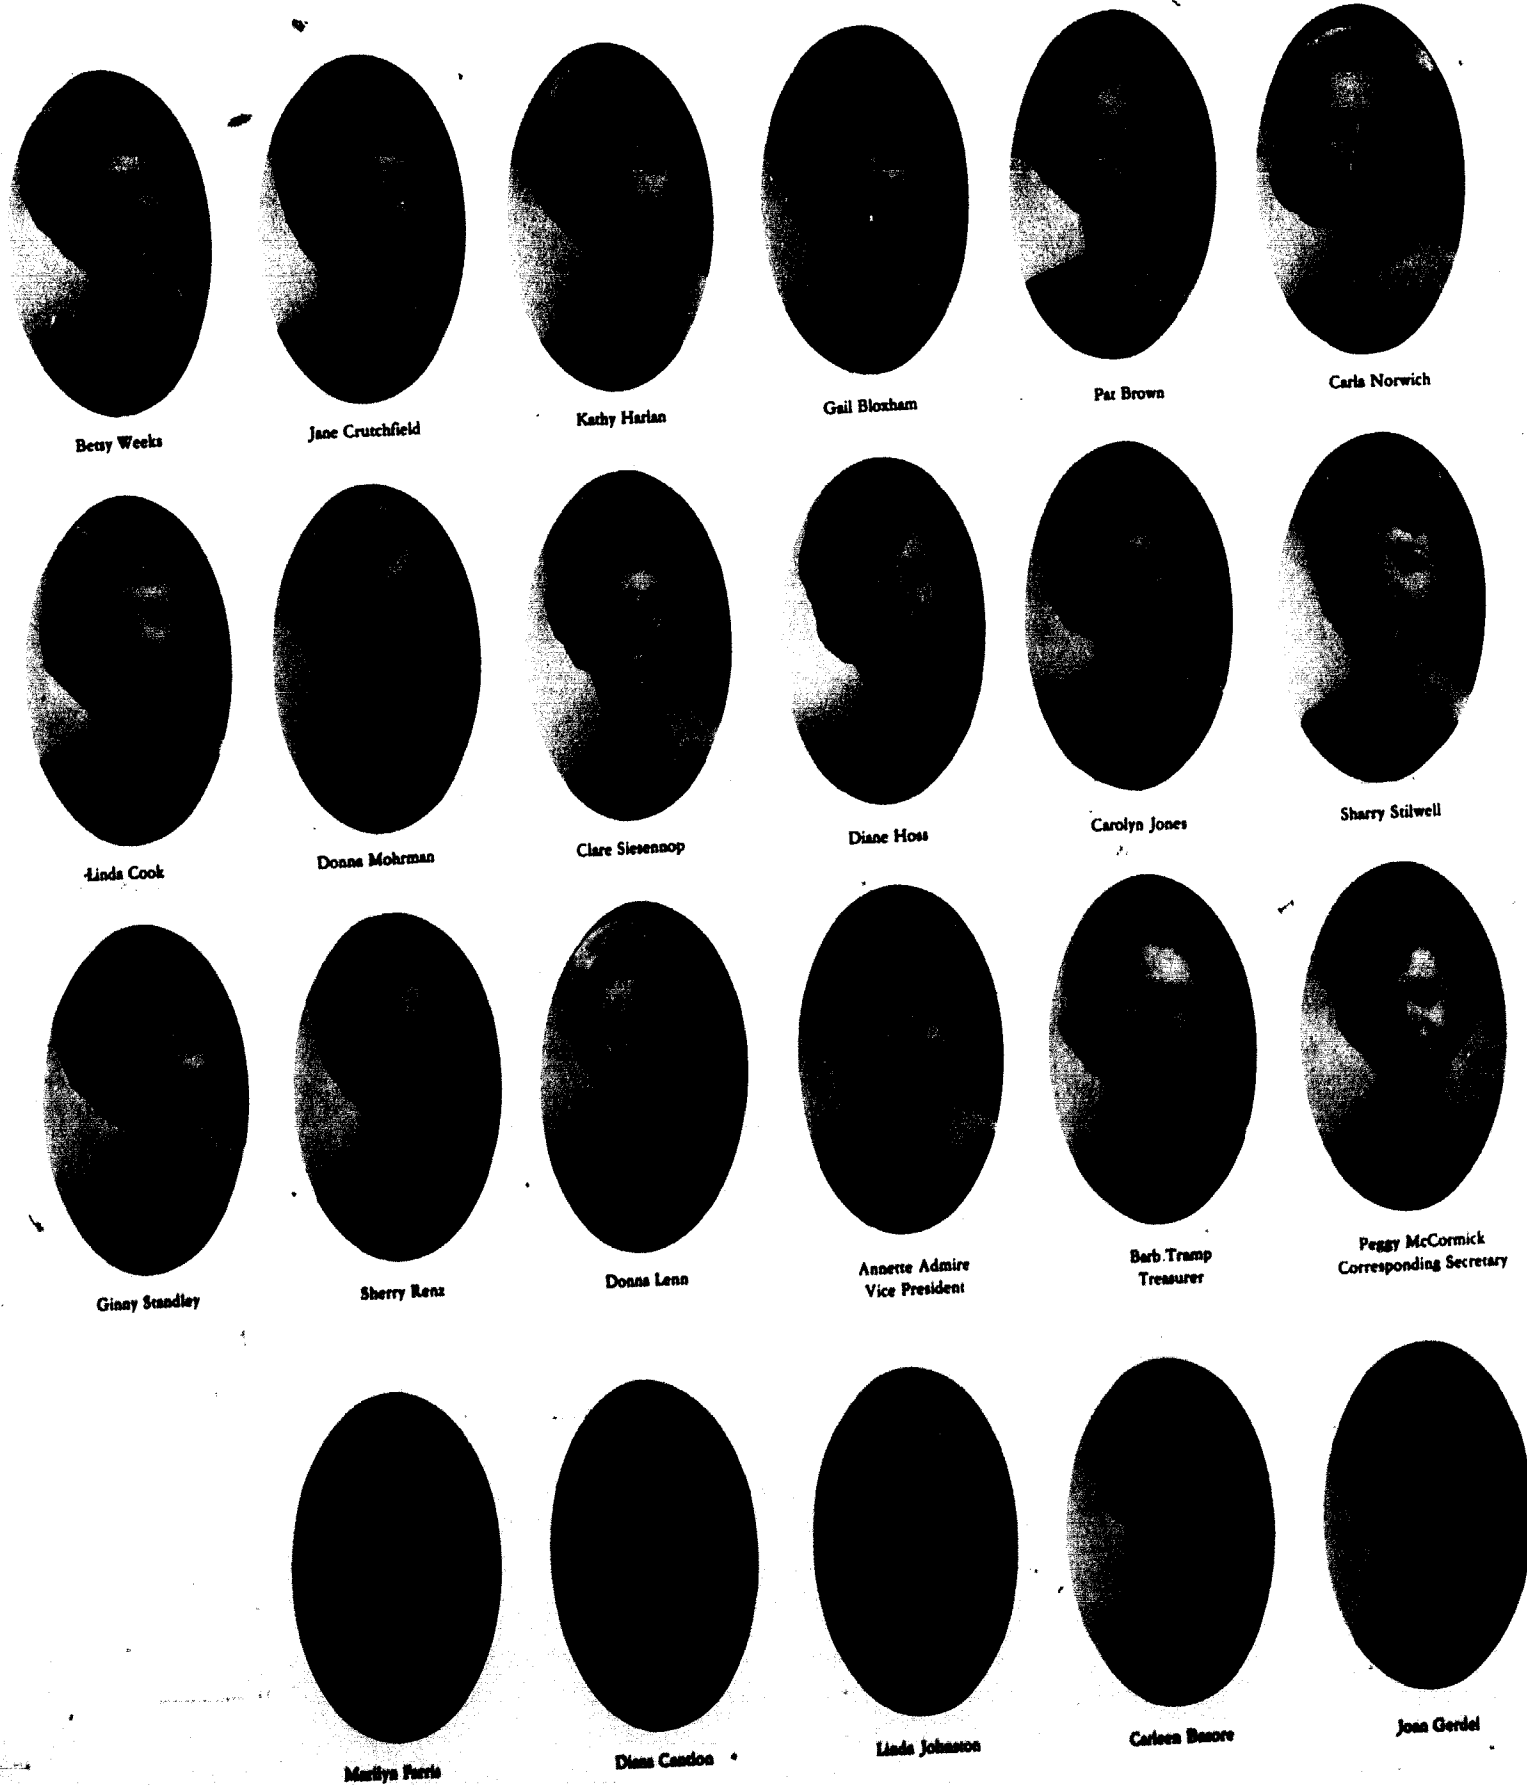 Betsy Weeks
Jane Crutchfield
Kathy Harlan
Gail Bloxham
Pat Brown
Carla Norwich
Linda Cook
Donna Mohrman
Clare Siesennop
Diane Hoss
Carolyn Jones
Sharry Stilwell
Ginny Standley
Sherry Renz
Donna Lenn
Annette Admire
Vice President
Barb Tramp
Treasurer
Peggy McCormick
Corresponding Secretary
Marilyn Farris
Diana Candon
Linda Johnston
Carleen Basore
Joan Gerdel